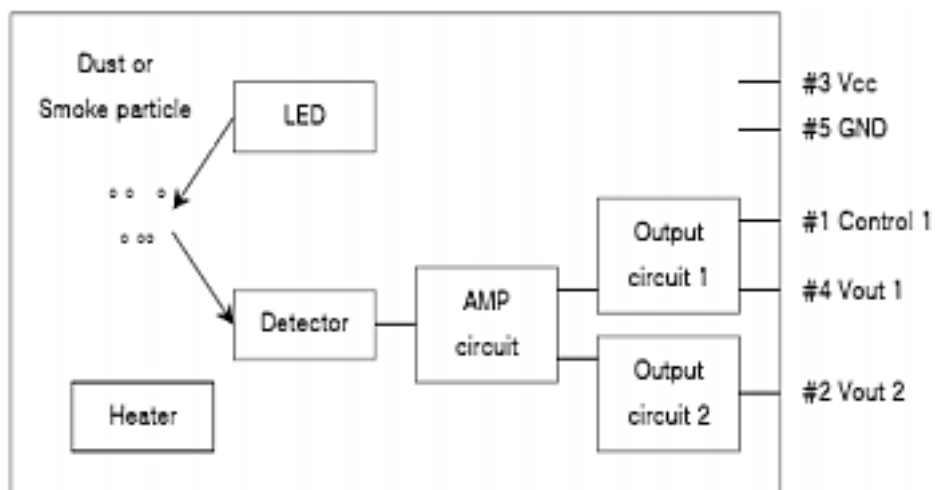 Dust or
Smoke particle
LED
#3 Vcc
#5 GND
Output
circuit 1
#1 Control 1
#4 Vout 1
AMP
circuit
Detector
Output
circuit 2
#2 Vout 2
Heater